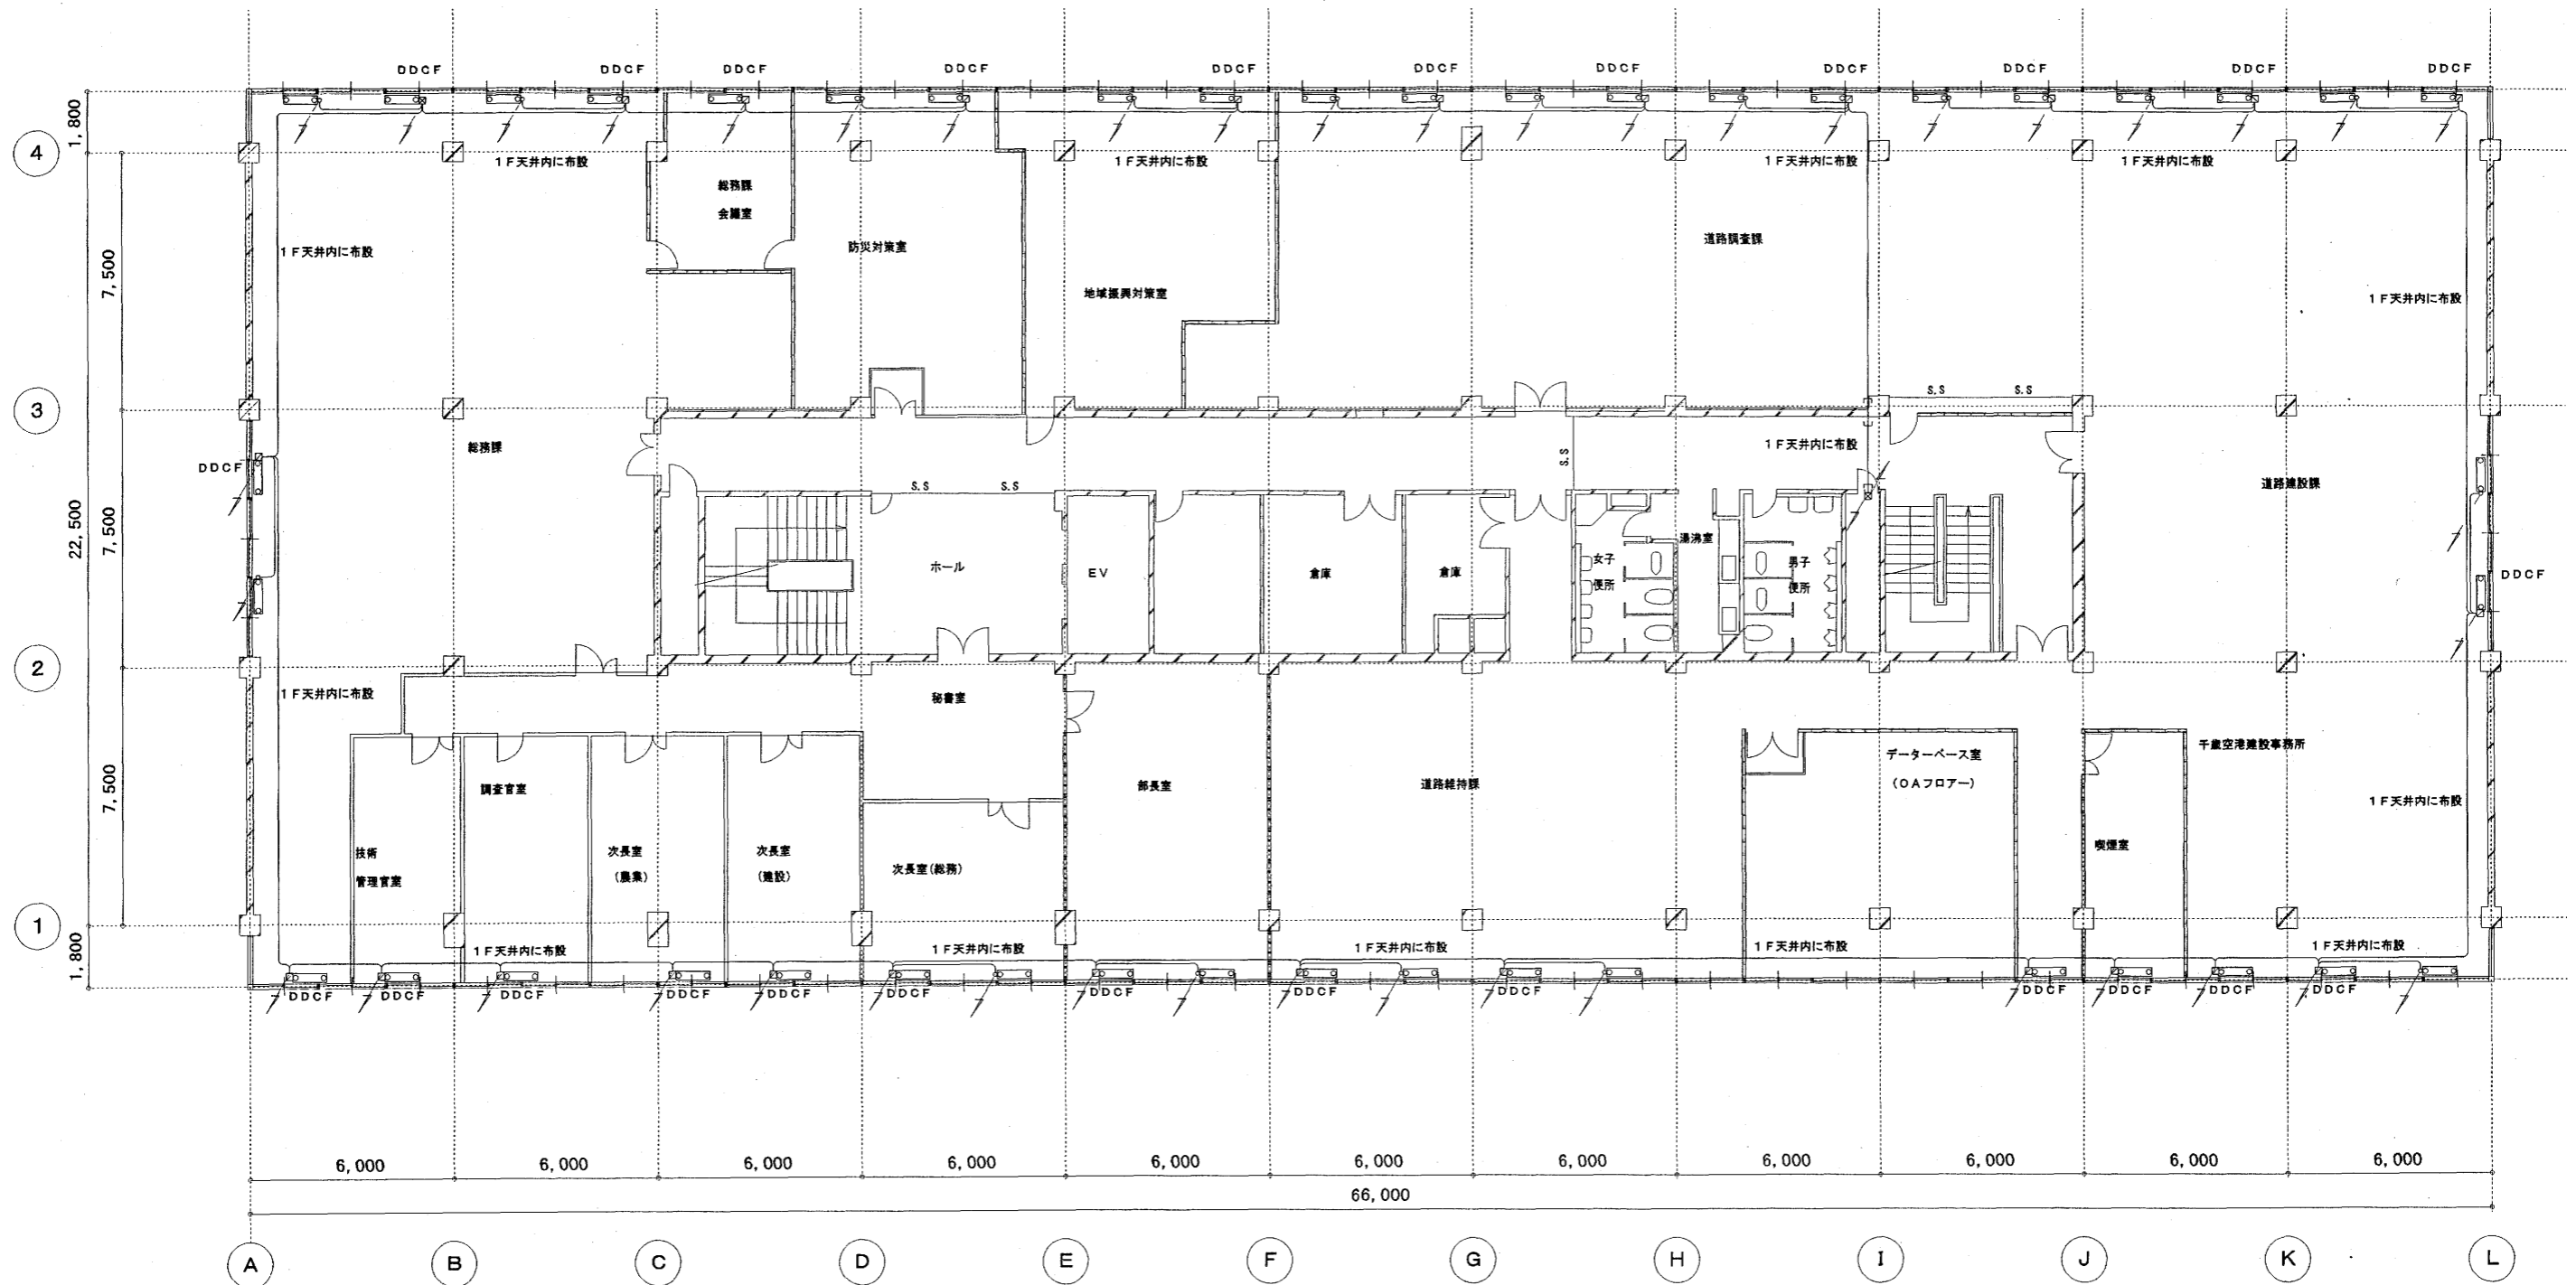 DDCF DDCF DDCF DDCF DDCF DDCF DDCF DDCF DDCF DDCF DDCF
1,800
4
1F天井内に布設 1F天井内に布設 1F天井内に布設 1F天井内に布設
総務課
会議室
防災対策室
道路調査課
1F天井内に布設
7,500
地域振興対策室
1F天井内に布設
3
S.S S.S
総務課
1F天井内に布設
S.S
DDCF
S.S S.S
道路建設課
22,500
7,500
湯沸室
女子
便所
男子
便所
ホール
EV
倉庫
倉庫
DDCF
2
1F天井内に布設
秘書室
千歳空港建設事務所
データーベース室
(OAフロアー)
7,500
調査官室
部長室
道路維持課
1F天井内に布設
技術
管理官室
次長室
(農業)
次長室
(建設)
次長室(総務)
喫煙室
1
1,800
1F天井内に布設 1F天井内に布設 1F天井内に布設 1F天井内に布設 1F天井内に布設
DDCF DDCF DDCF DDCF DDCF DDCF DDCF DDCF DDCF DDCF DDCF DDCF DDCF
6,000 6,000 6,000 6,000 6,000 6,000 6,000 6,000 6,000 6,000 6,000
66,000
A B C D E F G H I J K L